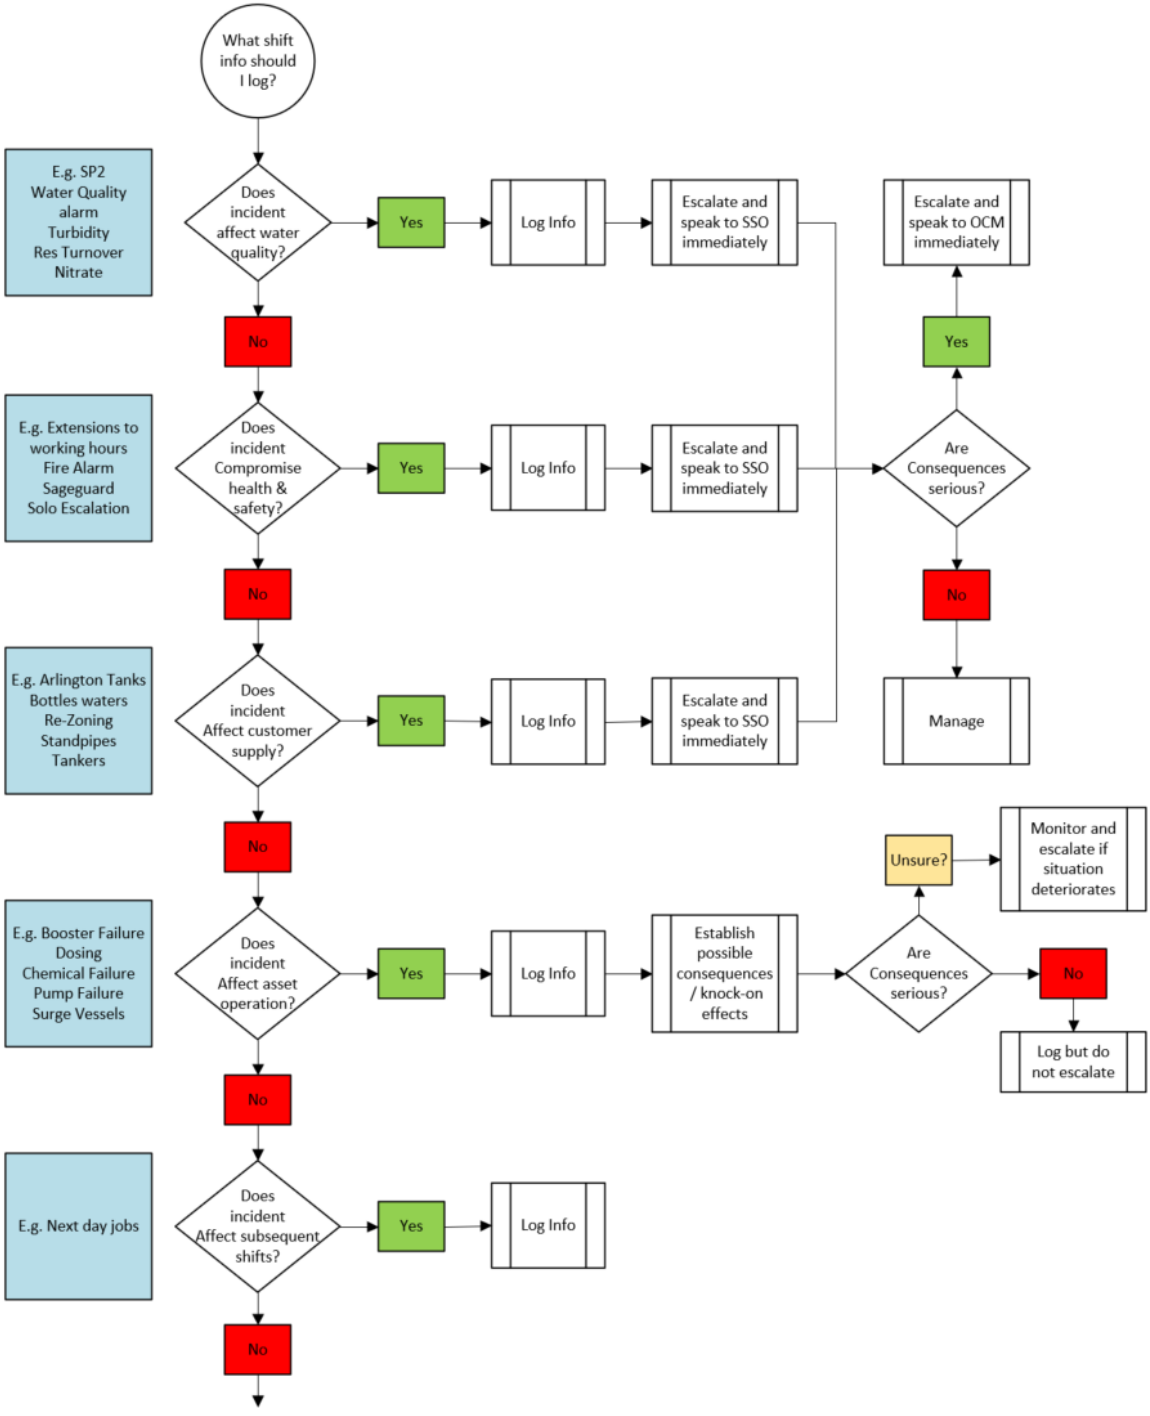 What shift
info should
I log?
E.g. SP2
Water Quality
alarm
Turbidity
Res Turnover
Nitrate
Does
incident
affect water
quality?
Yes
Log Info
Escalate and
speak to SSO
immediately
Escalate and
speak to OCM
immediately
No
Yes
E.g. Extensions to
working hours
Fire Alarm
Sageguard
Solo Escalation
Does
incident
Compromise
health &
safety?
Yes
Log Info
Escalate and
speak to SSO
immediately
Are
Consequences
serious?
No
No
E.g. Arlington Tanks
Bottles waters
Re-Zoning
Standpipes
Tankers
Does
incident
Affect customer
supply?
Yes
Log Info
Escalate and
speak to SSO
immediately
Manage
No
Unsure?
Monitor and
escalate if
situation
deteriorates
E.g. Booster Failure
Dosing
Chemical Failure
Pump Failure
Surge Vessels
Does
incident
Affect asset
operation?
Yes
Log Info
Establish
possible
consequences
/ knock-on
effects
Are
Consequences
serious?
No
Log but do
not escalate
No
E.g. Next day jobs
Does
incident
Affect subsequent
shifts?
Yes
Log Info
No